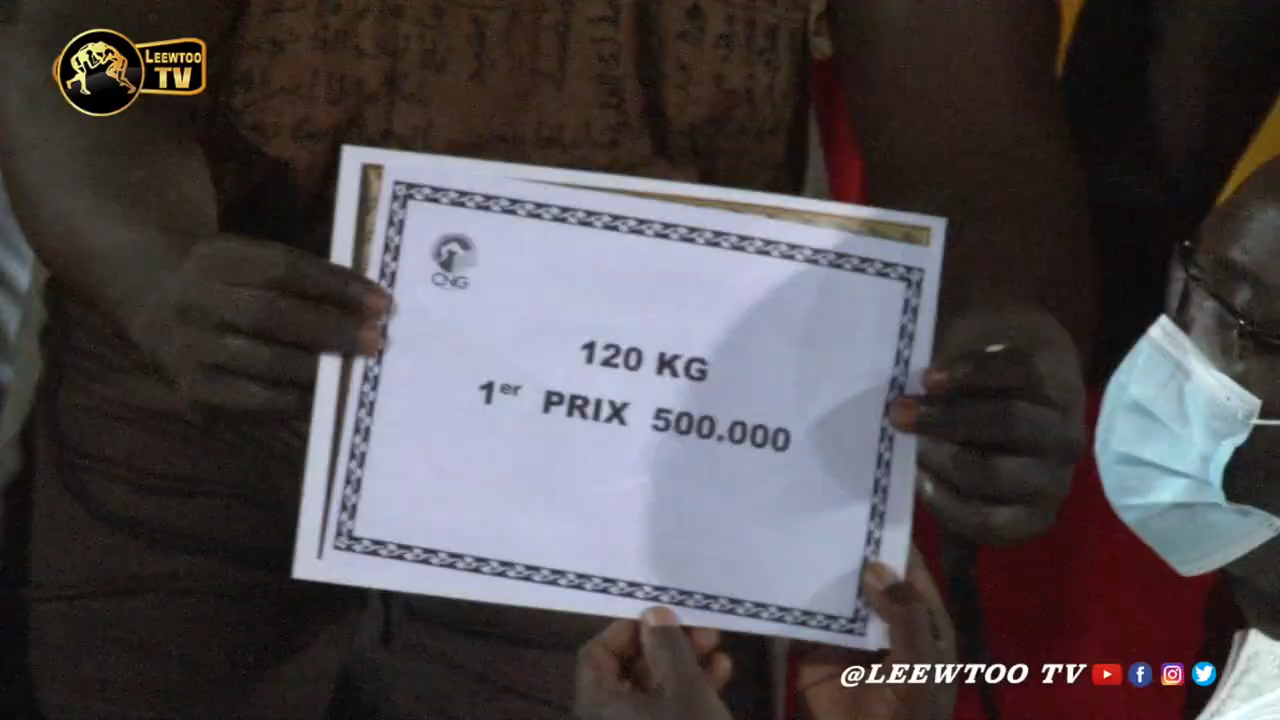 LEEWTOO
TV
CNG
120 KG
1er PRIX 500.000
@LEEWTOO TV